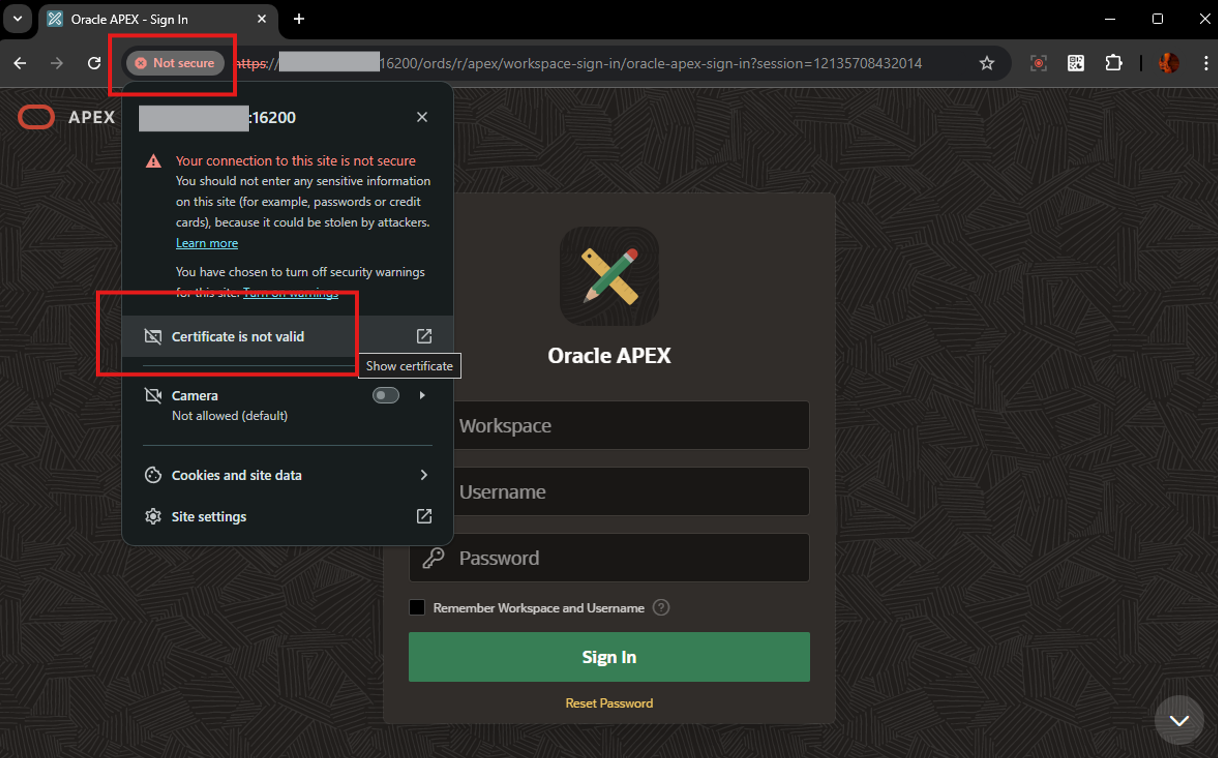 Oracle APEX - Sign In
Not secure
https://
16200/ords/r/apex/workspace-sign-in/oracle-apex-sign-in?session=12135708432014
APEX
:16200
Your connection to this site is not secure
You should not enter any sensitive information
on this site (for example, passwords or credit
cards), because it could be stolen by attackers.
Learn more
You have chosen to turn off security warnings
for this site. Turn on warnings
Certificate is not valid
Show certificate
Camera
Not allowed (default)
Cookies and site data
Site settings
Oracle APEX
Workspace
Username
Password
Remember Workspace and Username ?
Sign In
Reset Password